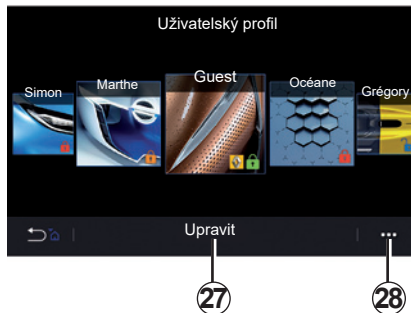 Uživatelský profil
Simon
Marthe
Guest
Océane
Grégory
Upravit
27
28